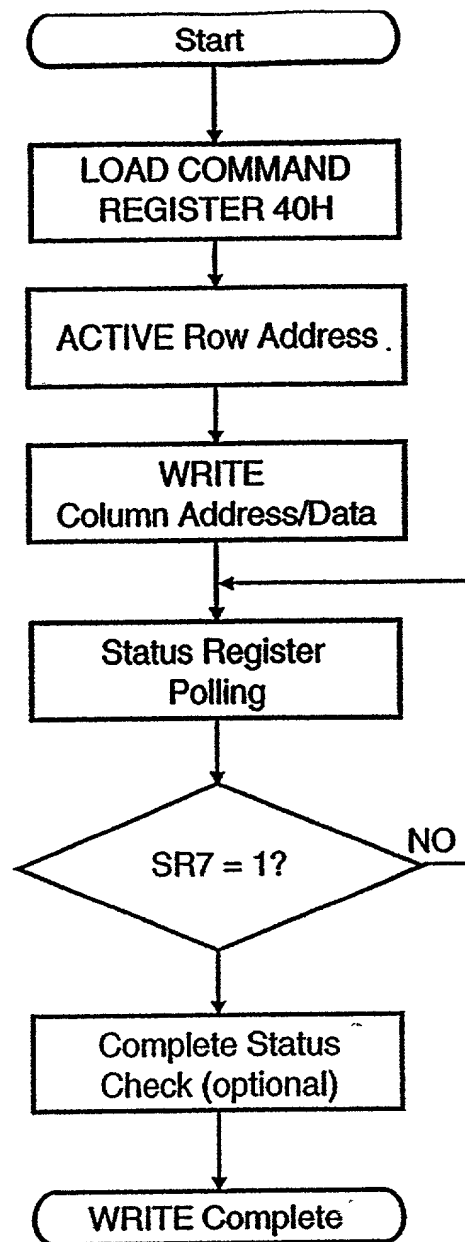 Start
LOAD COMMAND
REGISTER 40H
ACTIVE Row Address
WRITE
Column Address/Data
Status Register
Polling
SR7 = 1?
NO
Complete Status
Check (optional)
WRITE Complete